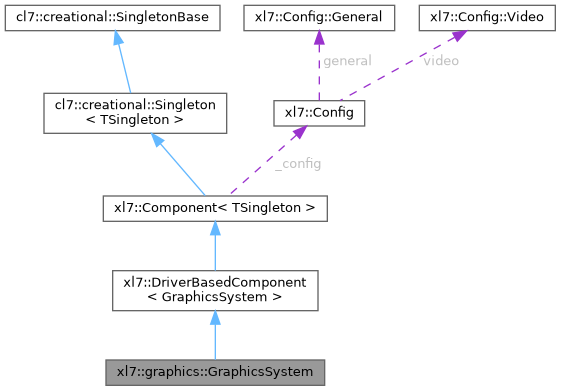 cl7::creational::SingletonBase
xl7::Config::General
xl7::Config::Video
general
video
cl7::creational::Singleton
< TSingleton >
xl7::Config
_config
xl7::Component< TSingleton >
xl7::DriverBasedComponent
< GraphicsSystem >
xl7::graphics::GraphicsSystem